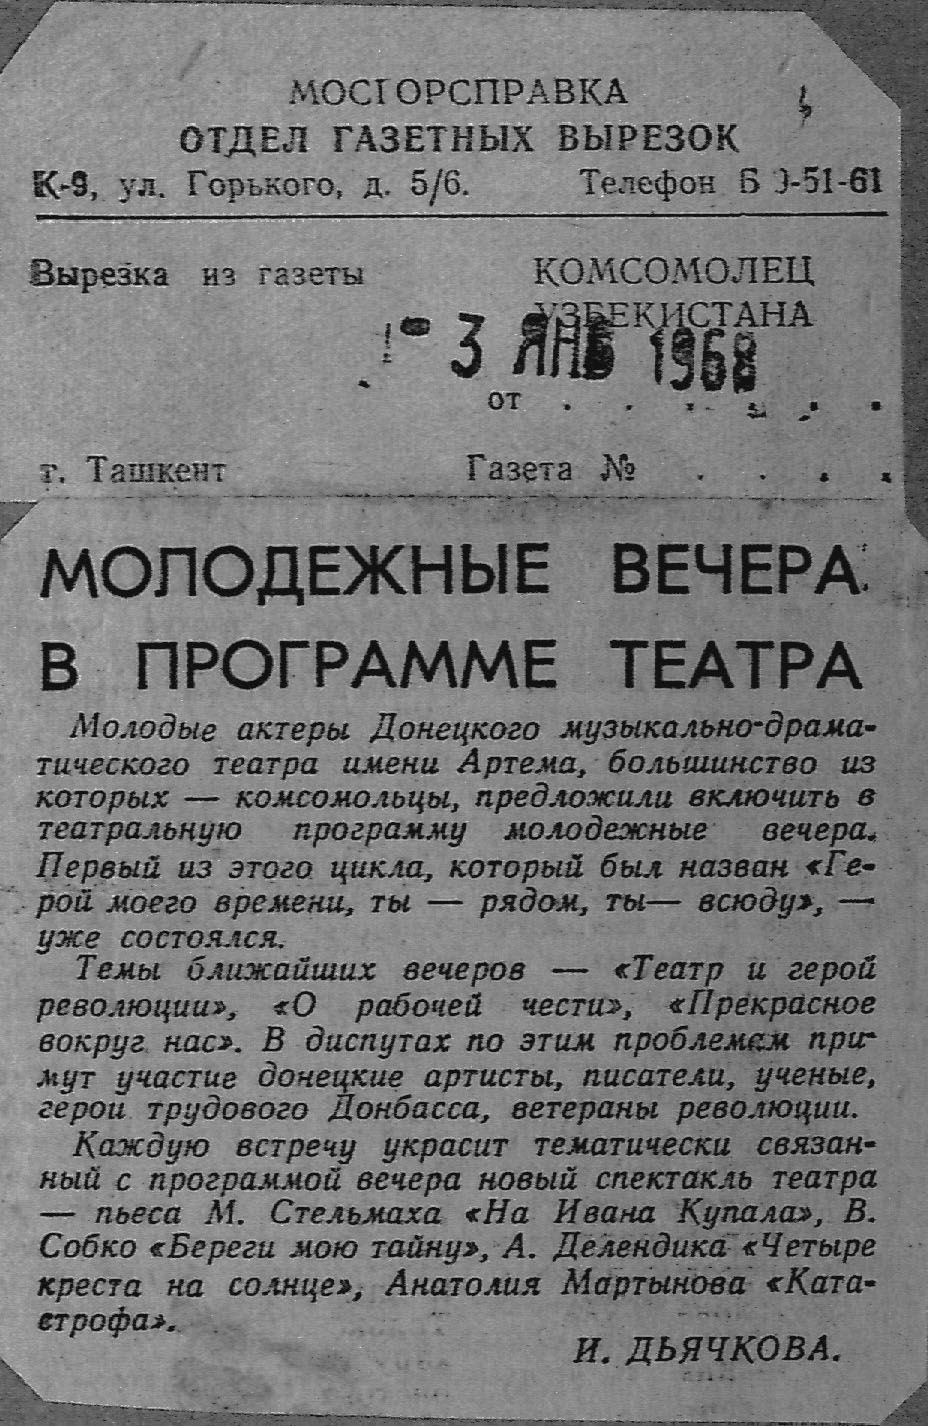 МОСГОРСПРАВКА
ОТДЕЛ ГАЗЕТНЫХ ВЫРЕЗОК
К-9, ул. Горького, д. 5/6. Телефон Б 9-51-61
Вырезка из газеты КОМСОМОЛЕЦ
УЗБЕКИСТАНА
- 3 ЯНВ 1968
от . . . . . . .
г. Ташкент Газета № . . . .
МОЛОДЕЖНЫЕ ВЕЧЕРА
В ПРОГРАММЕ ТЕАТРА
Молодые актеры Донецкого музыкально-драма-
тического театра имени Артема, большинство из
которых — комсомольцы, предложили включить в
театральную программу молодежные вечера.
Первый из этого цикла, который был назван «Ге-
рой моего времени, ты — рядом, ты— всюду», —
уже состоялся.
Темы ближайших вечеров — «Театр и герой
революции», «О рабочей чести», «Прекрасное
вокруг нас». В диспутах по этим проблемам при-
мут участие донецкие артисты, писатели, ученые,
герои трудового Донбасса, ветераны революции.
Каждую встречу украсит тематически связан-
ный с программой вечера новый спектакль театра
— пьеса М. Стельмаха «На Ивана Купала», В.
Собко «Береги мою тайну», А. Делендика «Четыре
креста на солнце», Анатолия Мартынова «Ката-
строфа».
И. ДЬЯЧКОВА.